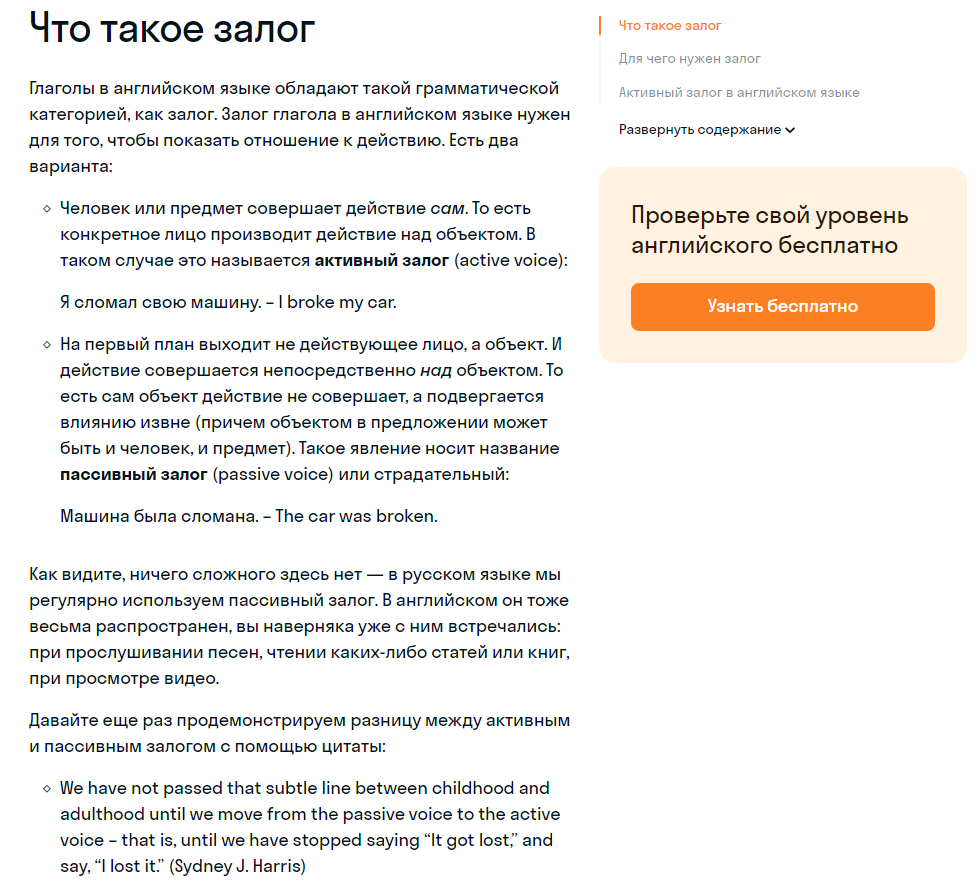 Что такое залог
Глаголы в английском языке обладают такой грамматической
категорией, как залог. Залог глагола в английском языке нужен
для того, чтобы показать отношение к действию. Есть два
варианта:
Человек или предмет совершает действие сам. То есть
конкретное лицо производит действие над объектом. В
таком случае это называется активный залог (active voice):
Я сломал свою машину. – I broke my car.
На первый план выходит не действующее лицо, а объект. И
действие совершается непосредственно над объектом. То
есть сам объект действие не совершает, а подвергается
влиянию извне (причем объектом в предложении может
быть и человек, и предмет). Такое явление носит название
пассивный залог (passive voice) или страдательный:
Машина была сломана. – The car was broken.
Как видите, ничего сложного здесь нет — в русском языке мы
регулярно используем пассивный залог. В английском он тоже
весьма распространен, вы наверняка уже с ним встречались:
при прослушивании песен, чтении каких-либо статей или книг,
при просмотре видео.
Давайте еще раз продемонстрируем разницу между активным
и пассивным залогом с помощью цитаты:
We have not passed that subtle line between childhood and
adulthood until we move from the passive voice to the active
voice – that is, until we have stopped saying “It got lost,” and
say, “I lost it.” (Sydney J. Harris)
Что такое залог
Для чего нужен залог
Активный залог в английском языке
Развернуть содержание
Проверьте свой уровень
английского бесплатно
Узнать бесплатно